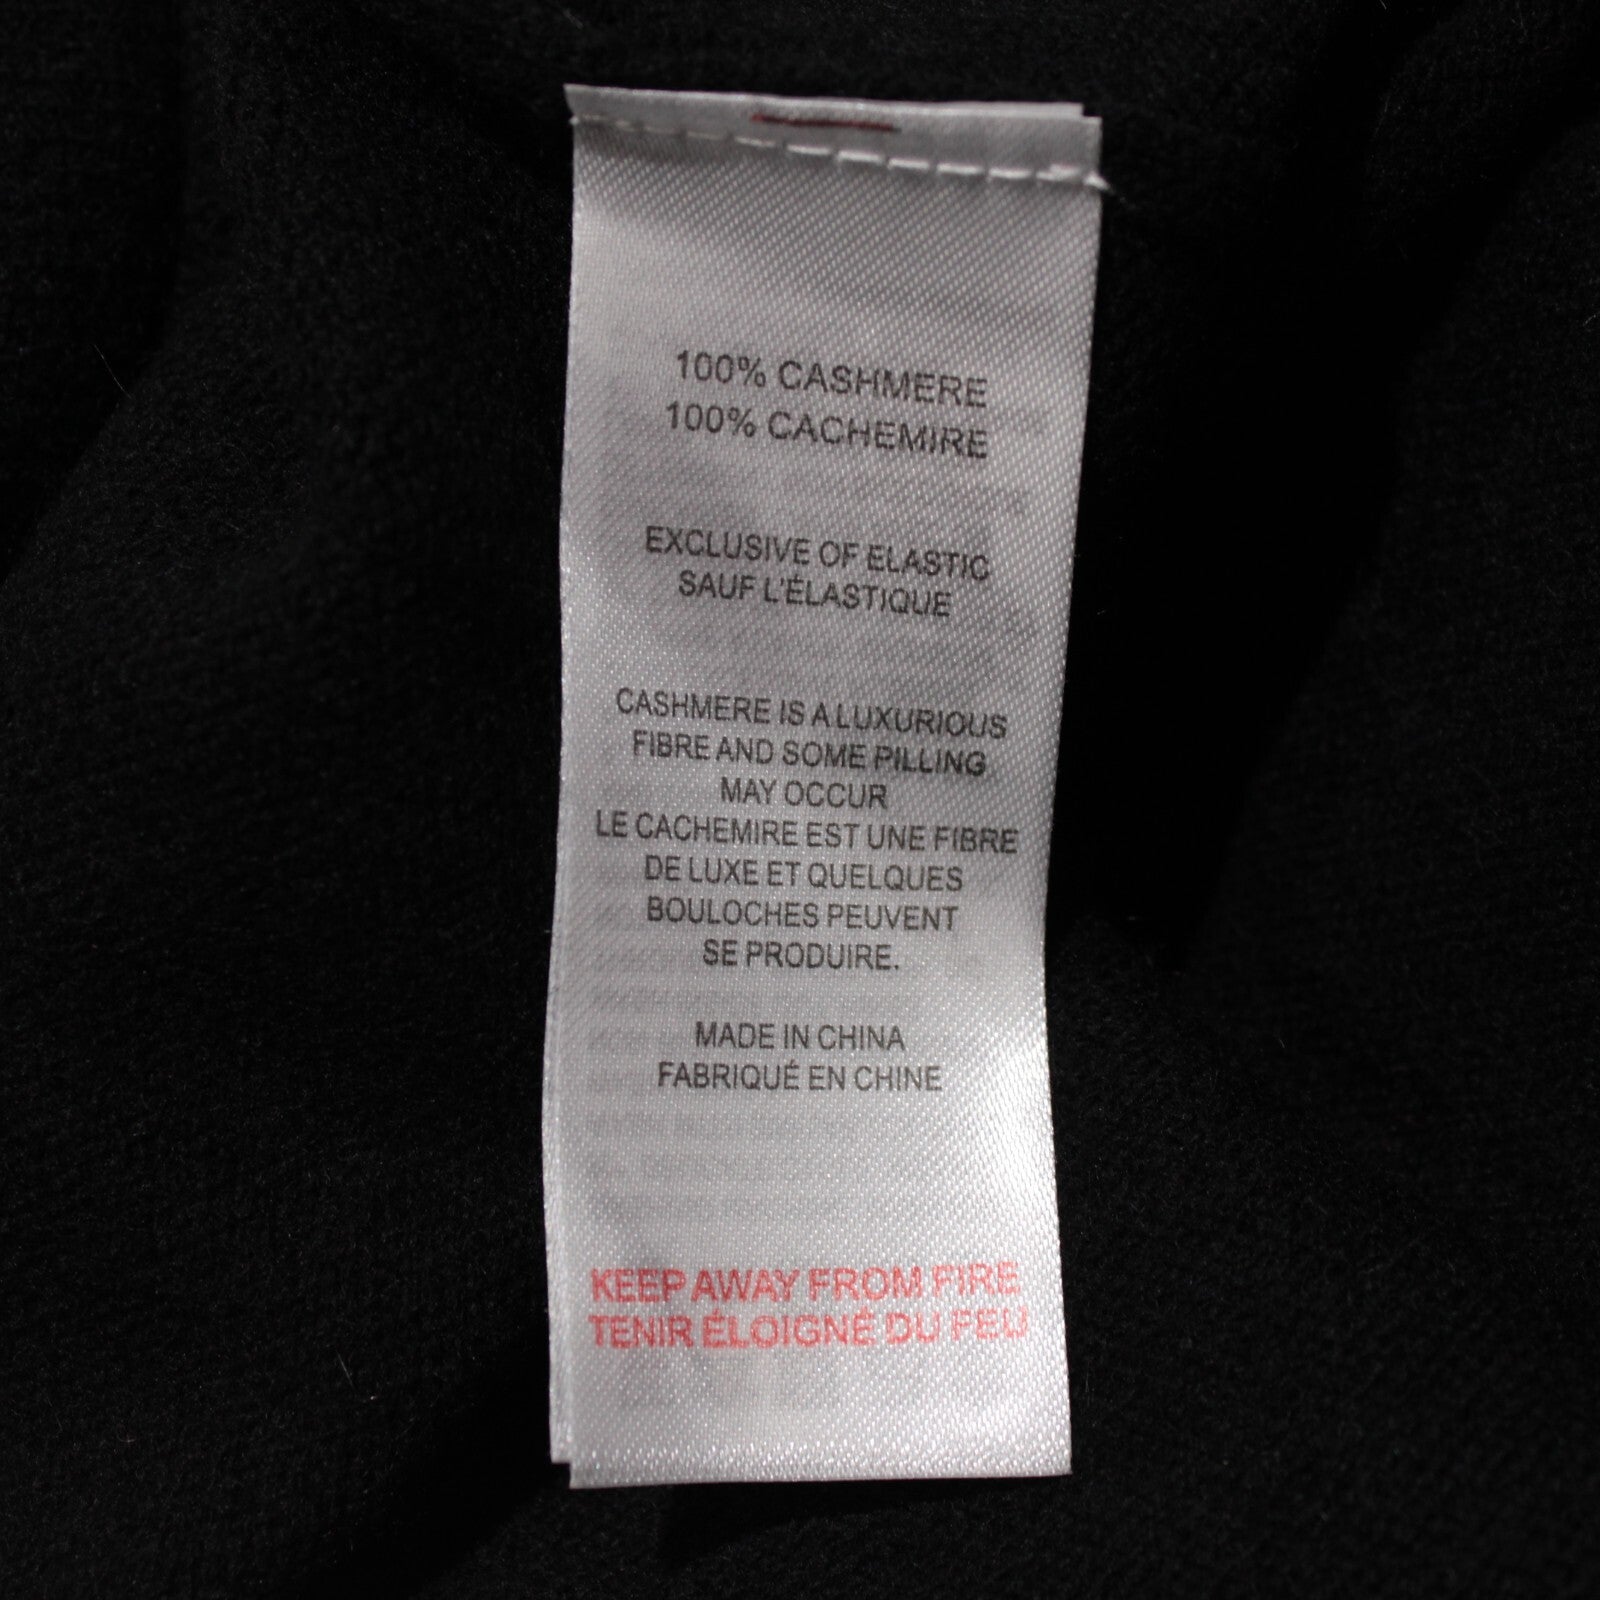 100% CASHMERE
100% CACHEMIRE
EXCLUSIVE OF ELASTIC
SAUF L'ÉLASTIQUE
CASHMERE IS A LUXURIOUS
FIBRE AND SOME PILLING
MAY OCCUR
LE CACHEMIRE EST UNE FIBRE
DE LUXE ET QUELQUES
BOULOCHES PEUVENT
SE PRODUIRE.
MADE IN CHINA
FABRIQUÉ EN CHINE
KEEP AWAY FROM FIRE
TENIR ÉLOIGNÉ DU FEU